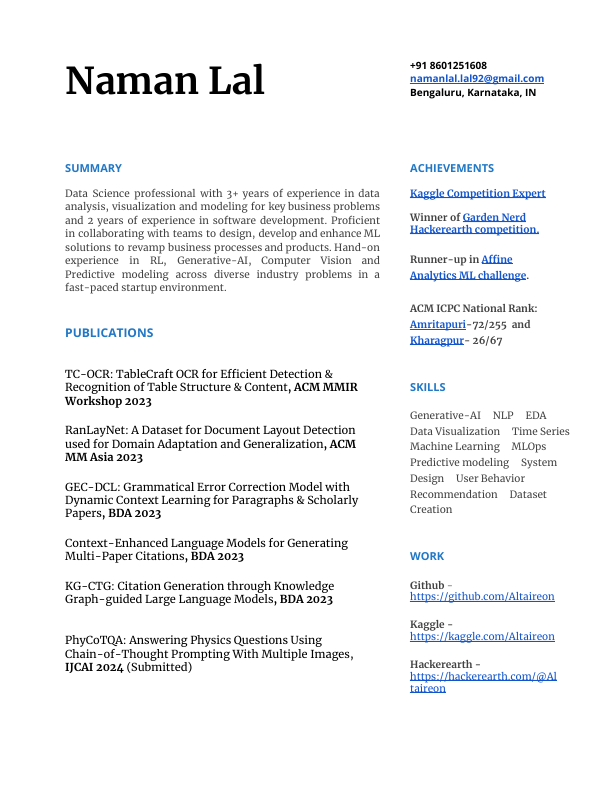 Naman Lal
+91 8601251608
namanlal.lal92@gmail.com
Bengaluru, Karnataka, IN
SUMMARY
Data Science professional with 3+ years of experience in data
analysis, visualization and modeling for key business problems
and 2 years of experience in software development. Proficient
in collaborating with teams to design, develop and enhance ML
solutions to revamp business processes and products. Hand-on
experience in RL, Generative-AI, Computer Vision and
Predictive modeling across diverse industry problems in a
fast-paced startup environment.
PUBLICATIONS
TC-OCR: TableCraft OCR for Efficient Detection &
Recognition of Table Structure & Content, ACM MMIR
Workshop 2023
RanLayNet: A Dataset for Document Layout Detection
used for Domain Adaptation and Generalization, ACM
MM Asia 2023
GEC-DCL: Grammatical Error Correction Model with
Dynamic Context Learning for Paragraphs & Scholarly
Papers, BDA 2023
Context-Enhanced Language Models for Generating
Multi-Paper Citations, BDA 2023
KG-CTG: Citation Generation through Knowledge
Graph-guided Large Language Models, BDA 2023
PhyCoTQA: Answering Physics Questions Using
Chain-of-Thought Prompting With Multiple Images,
IJCAI 2024 (Submitted)
ACHIEVEMENTS
Kaggle Competition Expert
Winner of Garden Nerd
Hackerearth competition.
Runner-up in Affine
Analytics ML challenge.
ACM ICPC National Rank:
Amritapuri-72/255 and
Kharagpur- 26/67
SKILLS
Generative-AI NLP EDA
Data Visualization Time Series
Machine Learning MLOps
Predictive modeling System
Design User Behavior
Recommendation Dataset
Creation
WORK
Github -
https://github.com/Altaireon
Kaggle -
https://kaggle.com/Altaireon
Hackerearth -
https://hackerearth.com/@Al
taireon